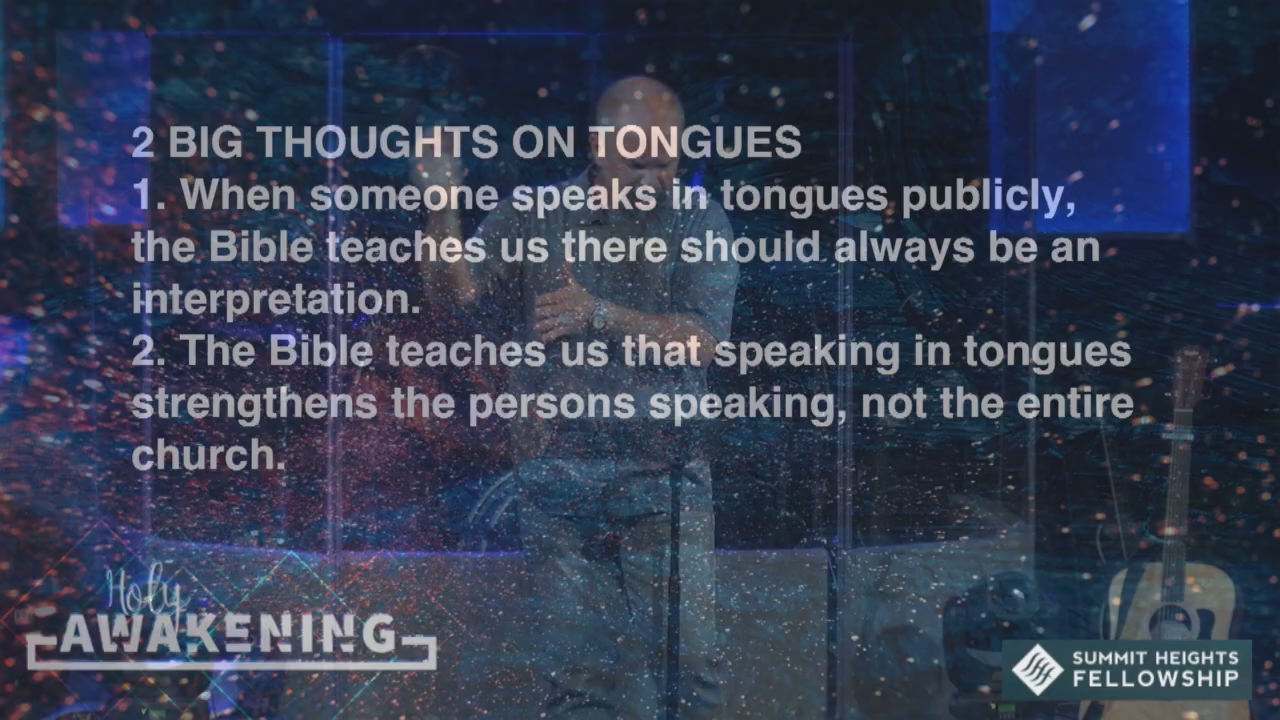 2 BIG THOUGHTS ON TONGUES
1. When someone speaks in tongues publicly,
the Bible teaches us there should always be an
interpretation.
2. The Bible teaches us that speaking in tongues
strengthens the persons speaking, not the entire
church.
Holy
AWAKENING
SUMMIT HEIGHTS
FELLOWSHIP